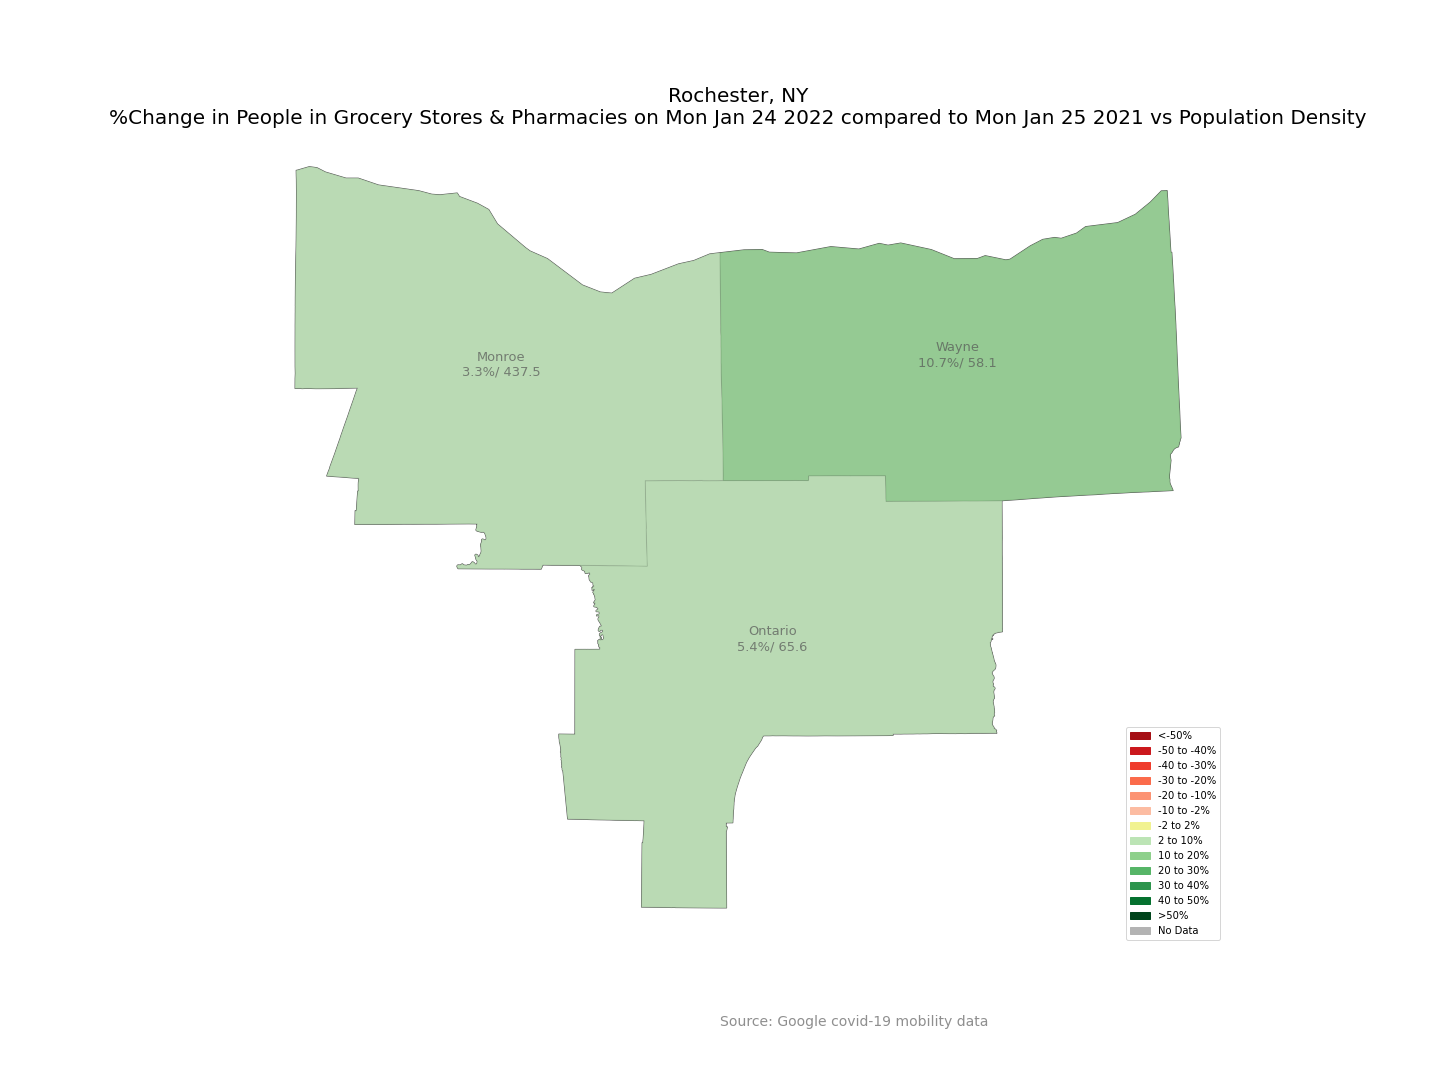 Rochester, NY
%Change in People in Grocery Stores & Pharmacies on Mon Jan 24 2022 compared to Mon Jan 25 2021 vs Population Density
Monroe
3.3%/ 437.5
Wayne
10.7%/ 58.1
Ontario
5.4%/ 65.6
<-50%
-50 to -40%
-40 to -30%
-30 to -20%
-20 to -10%
-10 to -2%
-2 to 2%
2 to 10%
10 to 20%
20 to 30%
30 to 40%
40 to 50%
>50%
No Data
Source: Google covid-19 mobility data